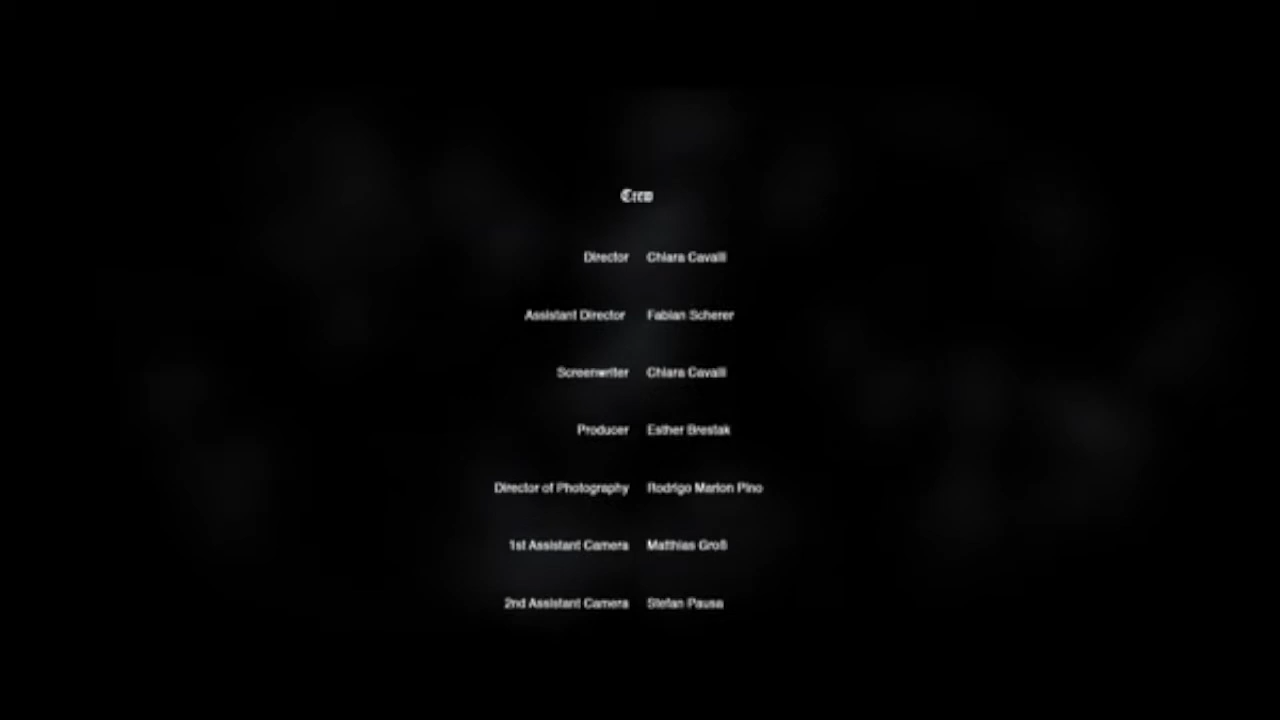 Crew
Director Chiara Cavalli
Assistant Director Fabian Scherer
Screenwriter Chiara Cavalli
Producer Esther Brestak
Director of Photography Rodrigo Marion Pino
1st Assistant Camera Matthias Groß
2nd Assistant Camera Stefan Pausa